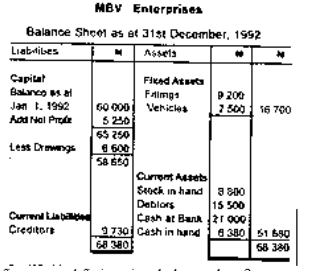 MBV Enterprises
Balance Sheet as at 31st December, 1992
Liabilities ₦ Assets ₦ ₦
Capital Fixed Assets
Balance as at Fittings 9 200
Jan 1, 1992 60 000 Vehicles 7 500 16 700
Add Net Profit 5 250
65 250
Less Drawings 6 600
58 650
Current Assets
Stock in hand 8 800
Debtors 15 500
Current Liabilities Cash at Bank 21 000
Creditors 9 730 Cash in hand 6 380 51 680
68 380 68 380